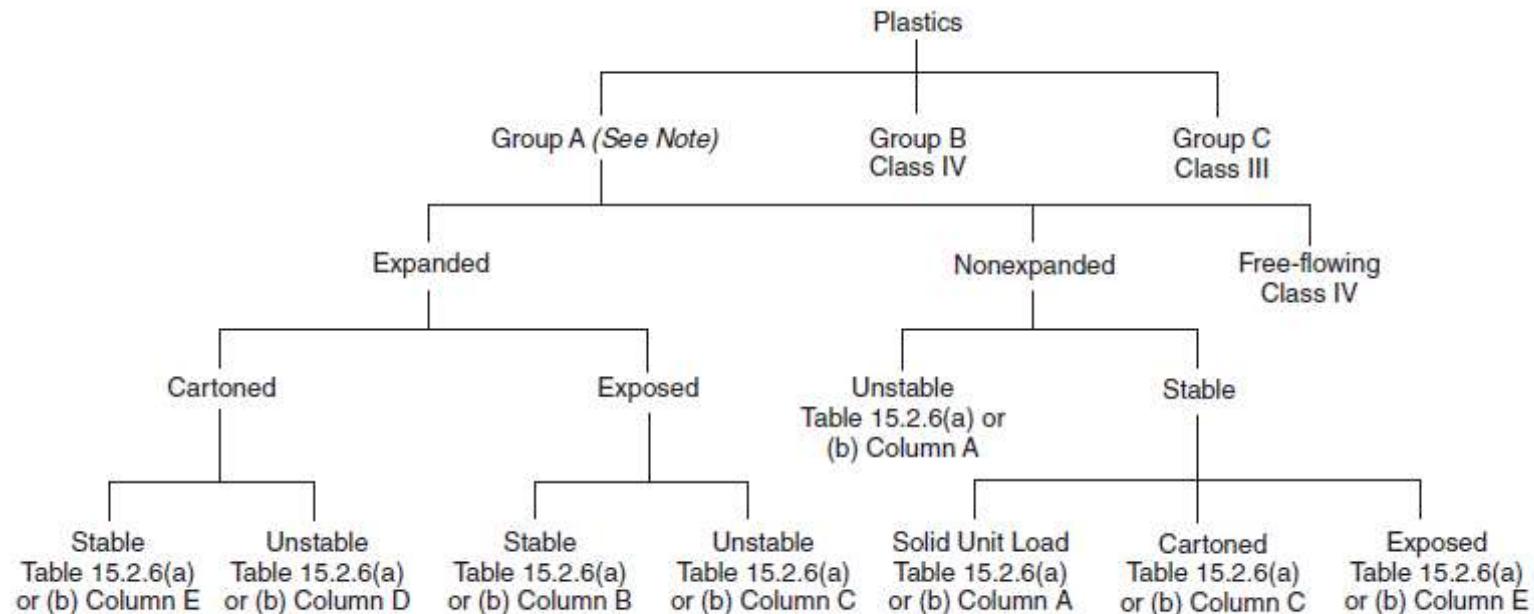 Plastics
Group A (See Note)
Group B
Class IV
Group C
Class III
Expanded
Nonexpanded
Free-flowing
Class IV
Cartoned
Exposed
Unstable
Table 15.2.6(a) or
(b) Column A
Stable
Stable
Table 15.2.6(a)
or (b) Column E
Unstable
Table 15.2.6(a)
or (b) Column D
Stable
Table 15.2.6(a)
or (b) Column B
Unstable
Table 15.2.6(a)
or (b) Column C
Solid Unit Load
Table 15.2.6(a)
or (b) Column A
Cartoned
Table 15.2.6(a)
or (b) Column C
Exposed
Table 15.2.6(a)
or (b) Column E